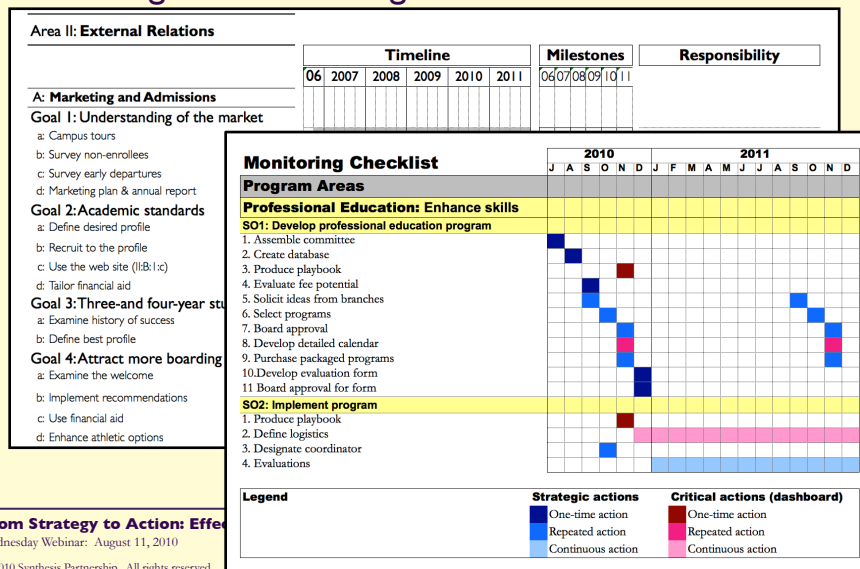 Area II: External Relations
Timeline Milestones Responsibility
06 2007 2008 2009 2010 2011 06 07 08 09 10 11
A: Marketing and Admissions
Goal 1: Understanding of the market
a: Campus tours
b: Survey non-enrollees
c: Survey early departures
d: Marketing plan & annual report
Goal 2: Academic standards
a: Define desired profile
b: Recruit to the profile
c: Use the web site (II:B:1:c)
d: Tailor financial aid
Goal 3: Three-and four-year
a: Examine history of success
b: Define best profile
Goal 4: Attract more boarding
a: Examine the welcome
b: Implement recommendations
c: Use financial aid
d: Enhance athletic options
Monitoring Checklist
2010 2011
J A S O N D J F M A M J J A S O N D
Program Areas
Professional Education: Enhance skills
SO1: Develop professional education program
1. Assemble committee
2. Create database
3. Produce playbook
4. Evaluate fee potential
5. Solicit ideas from branches
6. Select programs
7. Board approval
8. Develop detailed calendar
9. Purchase packaged programs
10.Develop evaluation form
11 Board approval for form
SO2: Implement program
1. Produce playbook
2. Define logistics
3. Designate coordinator
4. Evaluations
Legend Strategic actions Critical actions (dashboard)
One-time action One-time action
Repeated action Repeated action
Continuous action Continuous action
om Strategy to Action:
dnesday Webinar: August 11, 2010
010 Synthesis Partnership. All rights reserved